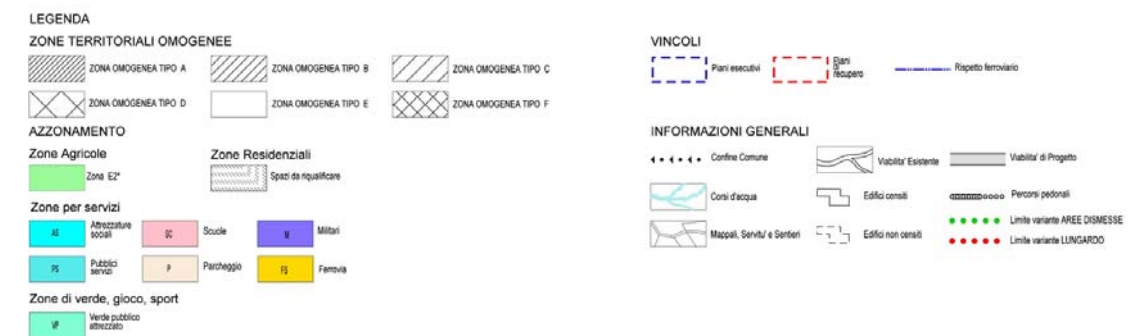 LEGENDA
ZONE TERRITORIALI OMOGENEE
ZONA OMOGENEA TIPO A
ZONA OMOGENEA TIPO B
ZONA OMOGENEA TIPO C
ZONA OMOGENEA TIPO D
ZONA OMOGENEA TIPO E
ZONA OMOGENEA TIPO F
AZZONAMENTO
Zone Agricole
Zona E2*
Zone Residenziali
Spazi da riqualificare
Zone per servizi
AS
Attrezzature
sociali
SC
Scuole
M
Militari
PS
Pubblici
servizi
P
Parcheggio
FS
Ferrovia
Zone di verde, gioco, sport
VP
Verde pubblico
attrezzato
VINCOLI
Piani esecutivi
Piani
di
recupero
Rispetto ferroviario
INFORMAZIONI GENERALI
Confine Comune
Viabilita' Esistente
Viabilita' di Progetto
Corsi d'acqua
Edifici censiti
Percorsi pedonali
Limite variante AREE DISMESSE
Mappali, Servitu' e Sentieri
Edifici non censiti
Limite variante LUNGARDO